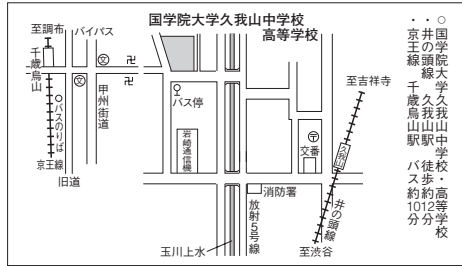 国学院大学久我山中学校
高等学校
至調布
バイパス
千歳烏山
バスのりば
京王線
旧道
甲州街道
文
文
卍
卍
バス停
岩崎通信機
玉川上水
放射5号線
消防署
交番
久我山
井の頭線
至吉祥寺
至渋谷
○国学院大学久我山中学校・高等学校
・井の頭線 久我山駅 徒歩約12分
・京王線 千歳烏山駅 バス約10分